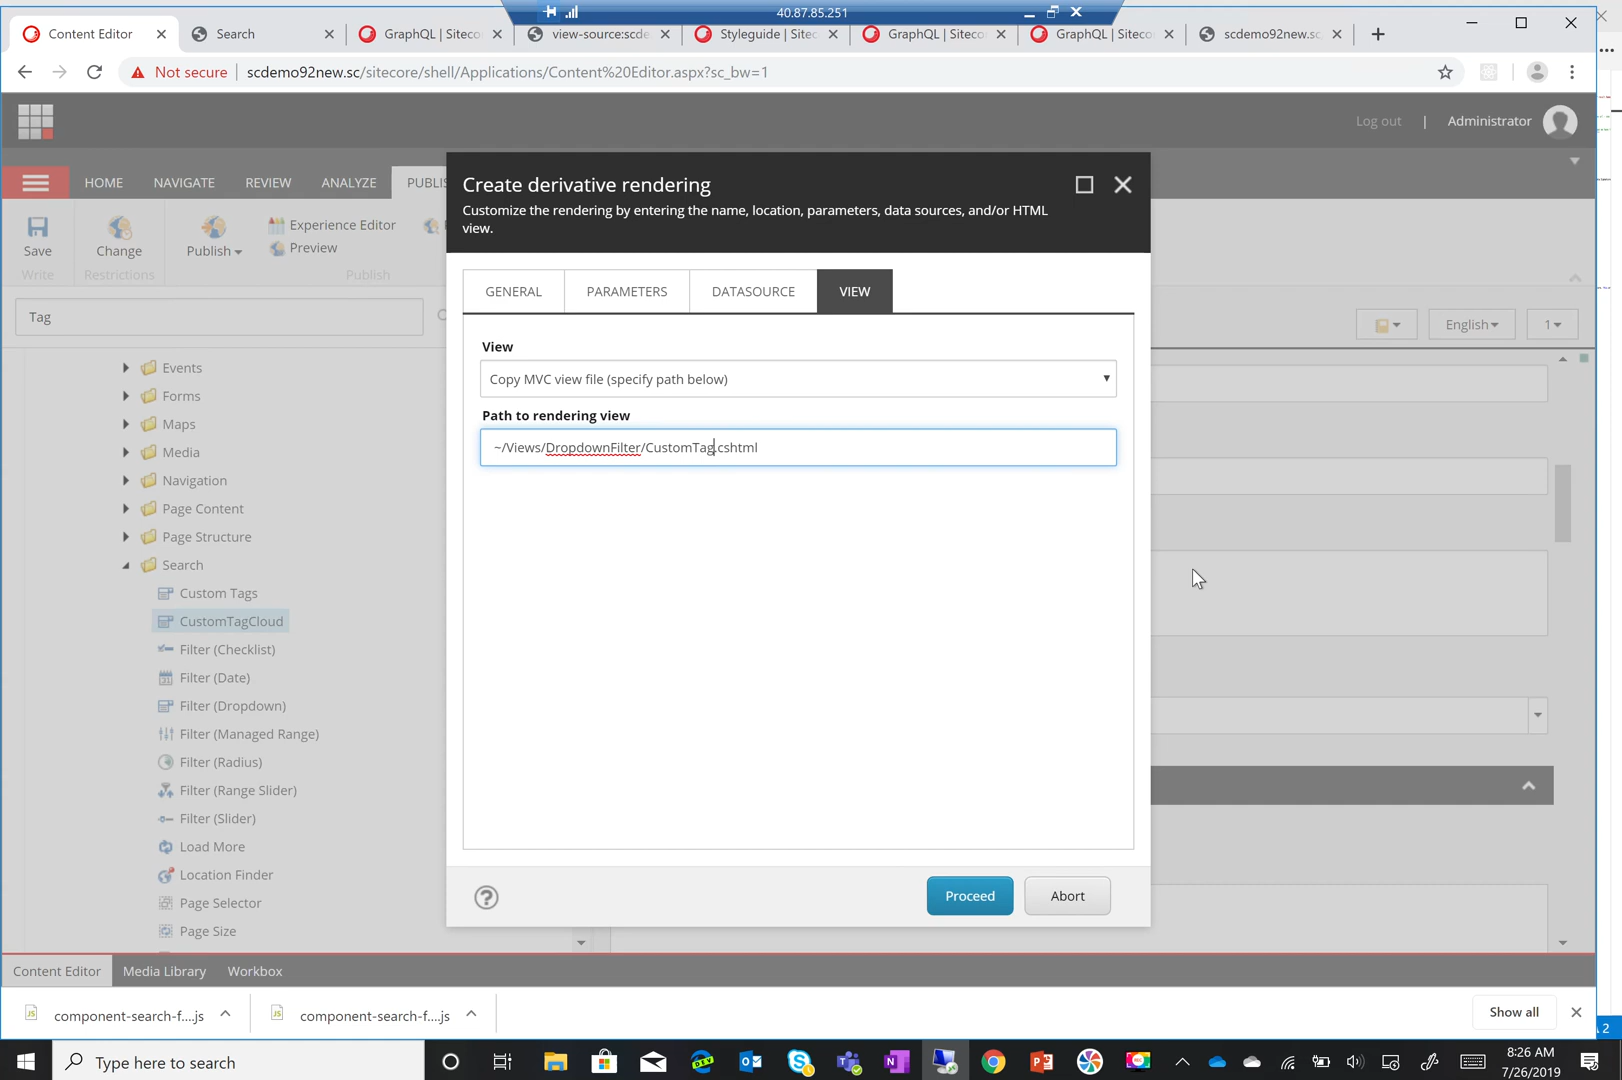 40.87.85.251
Content Editor
Search
GraphQL | Siteco
view-source:scde
Styleguide | Sitec
GraphQL | Siteco
GraphQL | Siteco
scdemo92new.sc
Not secure
scdemo92new.sc/sitecore/shell/Applications/Content%20Editor.aspx?sc_bw=1
Log out | Administrator
HOME
NAVIGATE
REVIEW
ANALYZE
PUBLIS
Save
Write
Change
Restrictions
Publish
Experience Editor
Preview
Publish
Tag
English
1
Create derivative rendering
Customize the rendering by entering the name, location, parameters, data sources, and/or HTML
view.
GENERAL
PARAMETERS
DATASOURCE
VIEW
View
Copy MVC view file (specify path below)
Path to rendering view
~/Views/DropdownFilter/CustomTag.cshtml
Proceed
Abort
Events
Forms
Maps
Media
Navigation
Page Content
Page Structure
Search
Custom Tags
CustomTagCloud
Filter (Checklist)
Filter (Date)
Filter (Dropdown)
Filter (Managed Range)
Filter (Radius)
Filter (Range Slider)
Filter (Slider)
Load More
Location Finder
Page Selector
Page Size
Content Editor
Media Library
Workbox
component-search-f....js
component-search-f....js
Show all
Type here to search
8:26 AM
7/26/2019